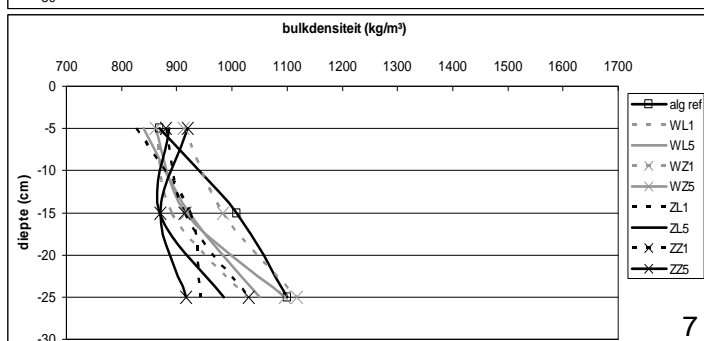 bulkdensiteit (kg/m³)
700 800 900 1000 1100 1200 1300 1400 1500 1600 1700
0
-5
-10
-15
-20
-25
-30
diepte (cm)
alg ref
WL1
WL5
WZ1
WZ5
ZL1
ZL5
ZZ1
ZZ5
7